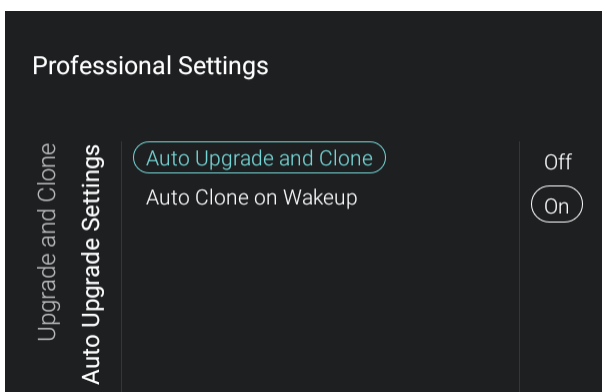 Professional Settings
Upgrade and Clone
Auto Upgrade Settings
Auto Upgrade and Clone
Auto Clone on Wakeup
Off
On